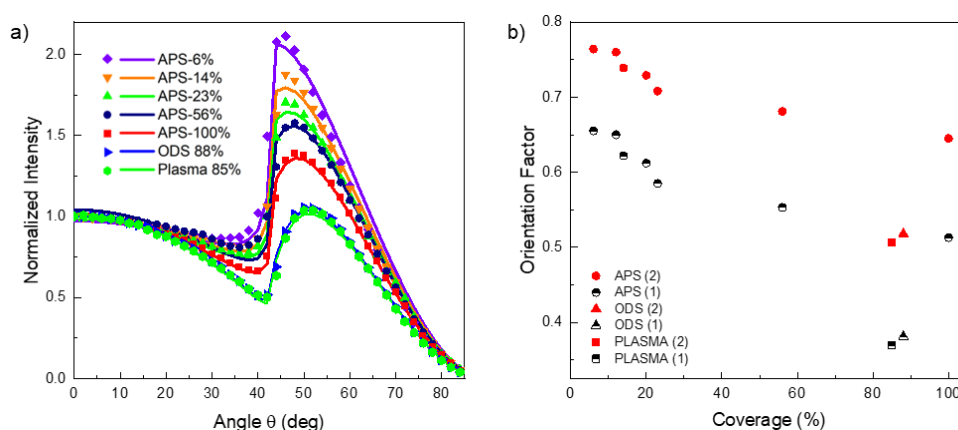 a)
Normalized Intensity
2.0
1.5
1.0
0.5
0.0
APS-6%
APS-14%
APS-23%
APS-56%
APS-100%
ODS 88%
Plasma 85%
0 10 20 30 40 50 60 70 80
Angle θ (deg)
b)
Orientation Factor
0.8
0.7
0.6
0.5
0.4
APS (2)
APS (1)
ODS (2)
ODS (1)
PLASMA (2)
PLASMA (1)
0 20 40 60 80 100
Coverage (%)